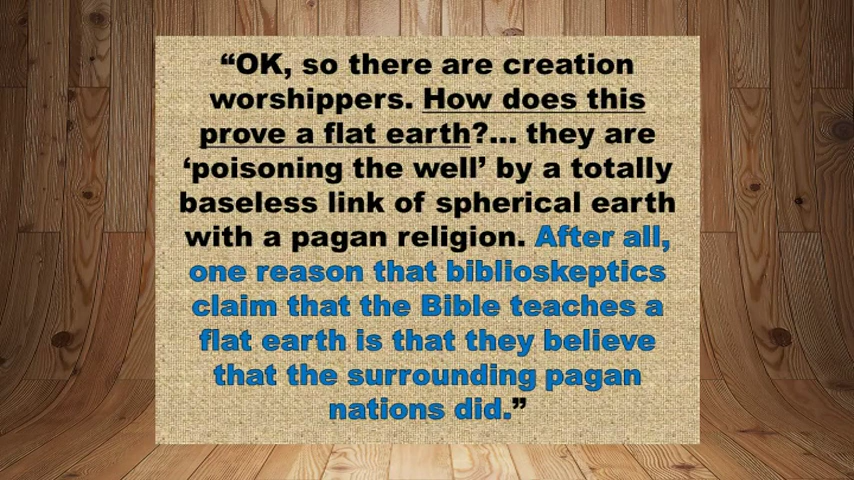 “OK, so there are creation
worshippers. How does this
prove a flat earth?... they are
‘poisoning the well’ by a totally
baseless link of spherical earth
with a pagan religion. After all,
one reason that biblioskeptics
claim that the Bible teaches a
flat earth is that they believe
that the surrounding pagan
nations did.”